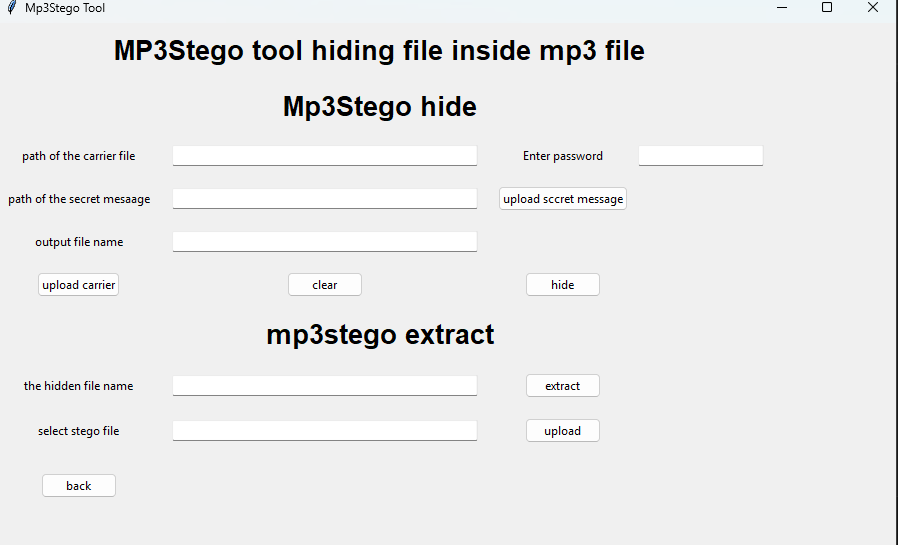 Mp3Stego Tool
MP3Stego tool hiding file inside mp3 file
Mp3Stego hide
path of the carrier file
Enter password
path of the secret mesaage
upload sccret message
output file name
upload carrier
clear
hide
mp3stego extract
the hidden file name
extract
select stego file
upload
back